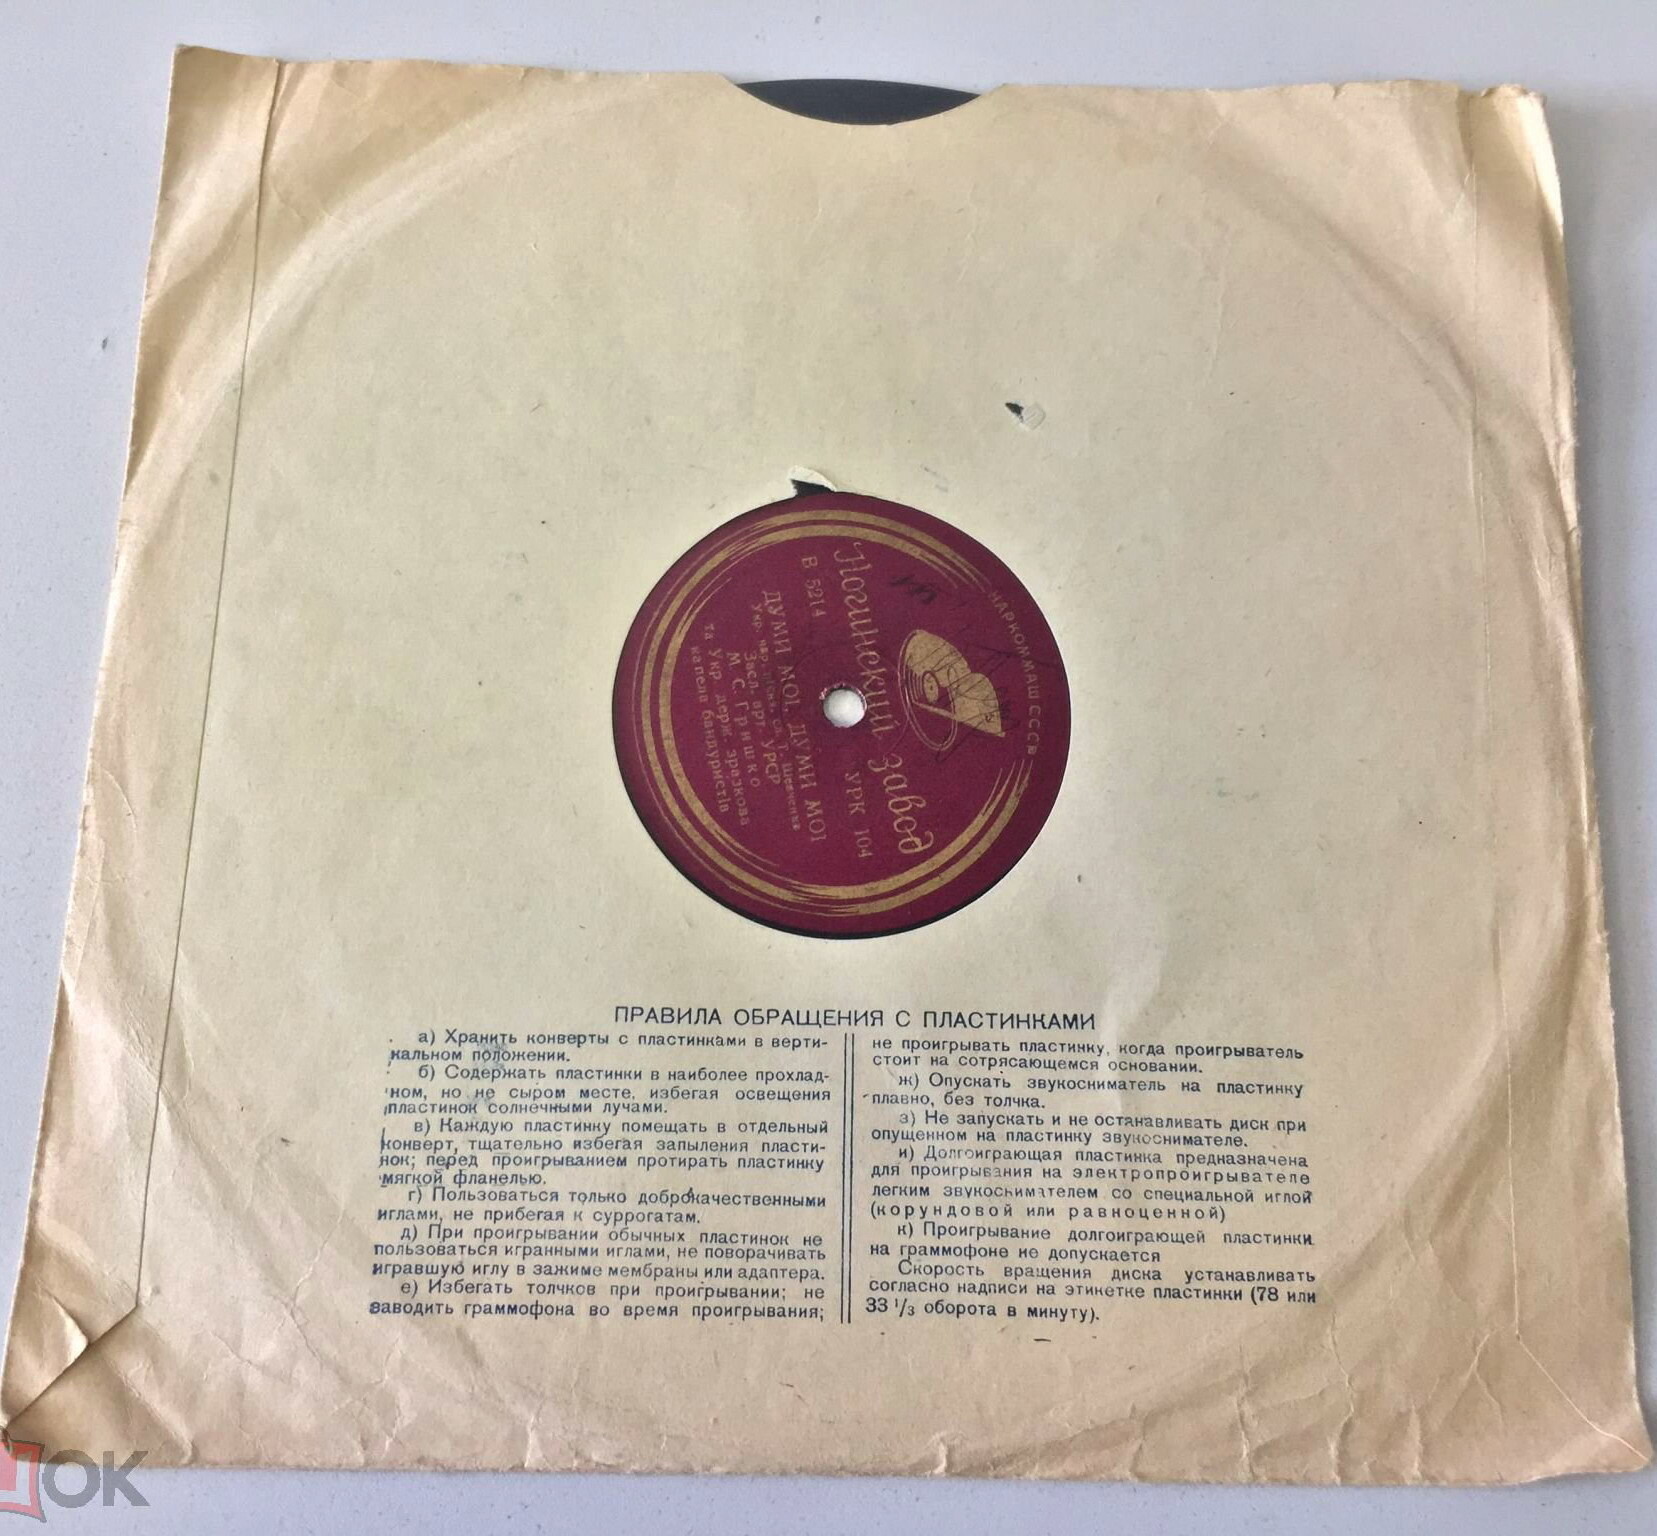 НАРКОММАШ СССР
Ногинский завод
В 5214 УРК 104
ДУМИ МОЇ, ДУМИ МОЇ
Укр. нар. пісня, сл. Т. Шевченка
Засл. арт. УРСР
М. С. Гришко
та Укр. держ. зразкова
капела бандуристів
ПРАВИЛА ОБРАЩЕНИЯ С ПЛАСТИНКАМИ
а) Хранить конверты с пластинками в верти-
кальном положении.
б) Содержать пластинки в наиболее прохлад-
ном, но не сыром месте, избегая освещения
пластинок солнечными лучами.
в) Каждую пластинку помещать в отдельный
конверт, тщательно избегая запыления пласти-
нок; перед проигрыванием протирать пластинку
мягкой фланелью.
г) Пользоваться только доброкачественными
иглами, не прибегая к суррогатам.
д) При проигрывании обычных пластинок не
пользоваться игранными иглами, не поворачивать
игравшую иглу в зажиме мембраны или адаптера.
е) Избегать толчков при проигрывании; не
заводить граммофона во время проигрывания;
не проигрывать пластинку, когда проигрыватель
стоит на сотрясающемся основании.
ж) Опускать звукосниматель на пластинку
плавно, без толчка.
з) Не запускать и не останавливать диск при
опущенном на пластинку звукоснимателе.
и) Долгоиграющая пластинка предназначена
для проигрывания на электропроигрывателе
легким звукоснимателем со специальной иглой
(корундовой или равноценной)
к) Проигрывание долгоиграющей пластинки
на граммофоне не допускается
Скорость вращения диска устанавливать
согласно надписи на этикетке пластинки (78 или
33 1/3 оборота в минуту).
ОК